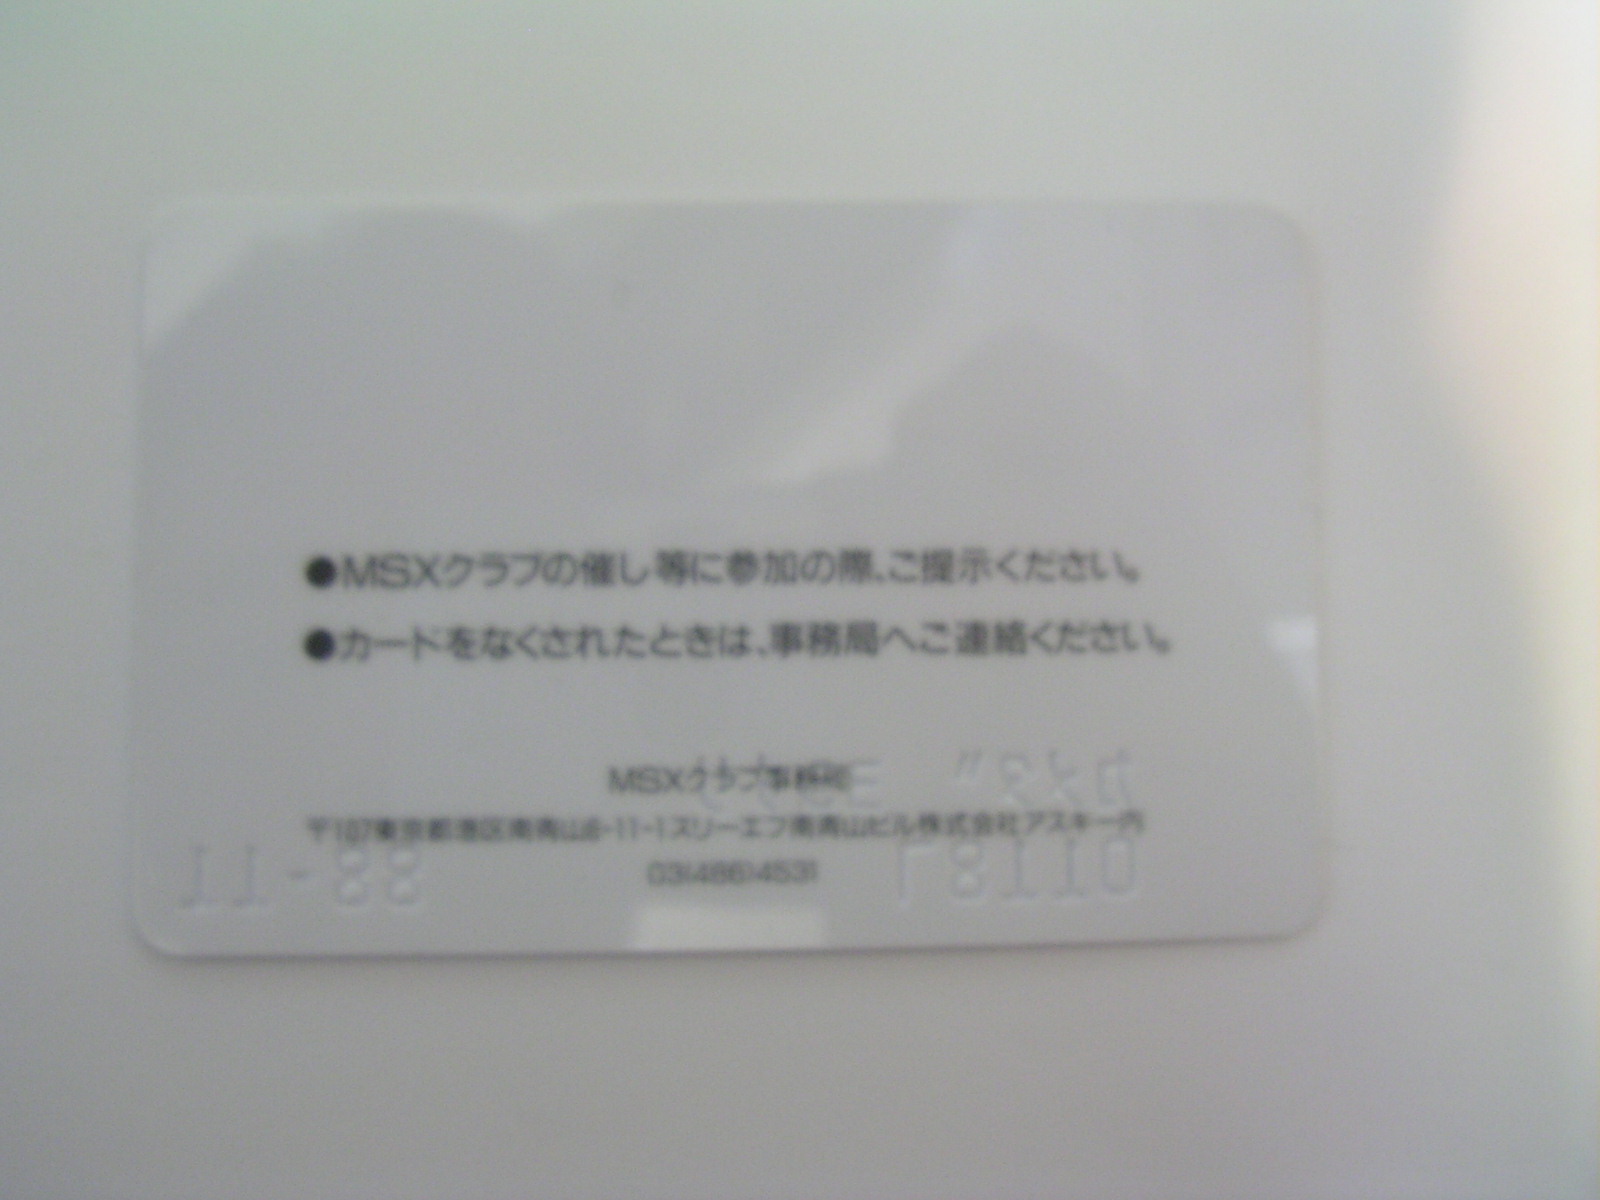 ●MSXクラブの催し等に参加の際、ご提示ください。
●カードをなくされたときは、事務局へご連絡ください。
MSXクラブ事務局
〒107東京都港区南青山6-11-1スリーエフ南青山ビル株式会社アスキー内
03(486)4531